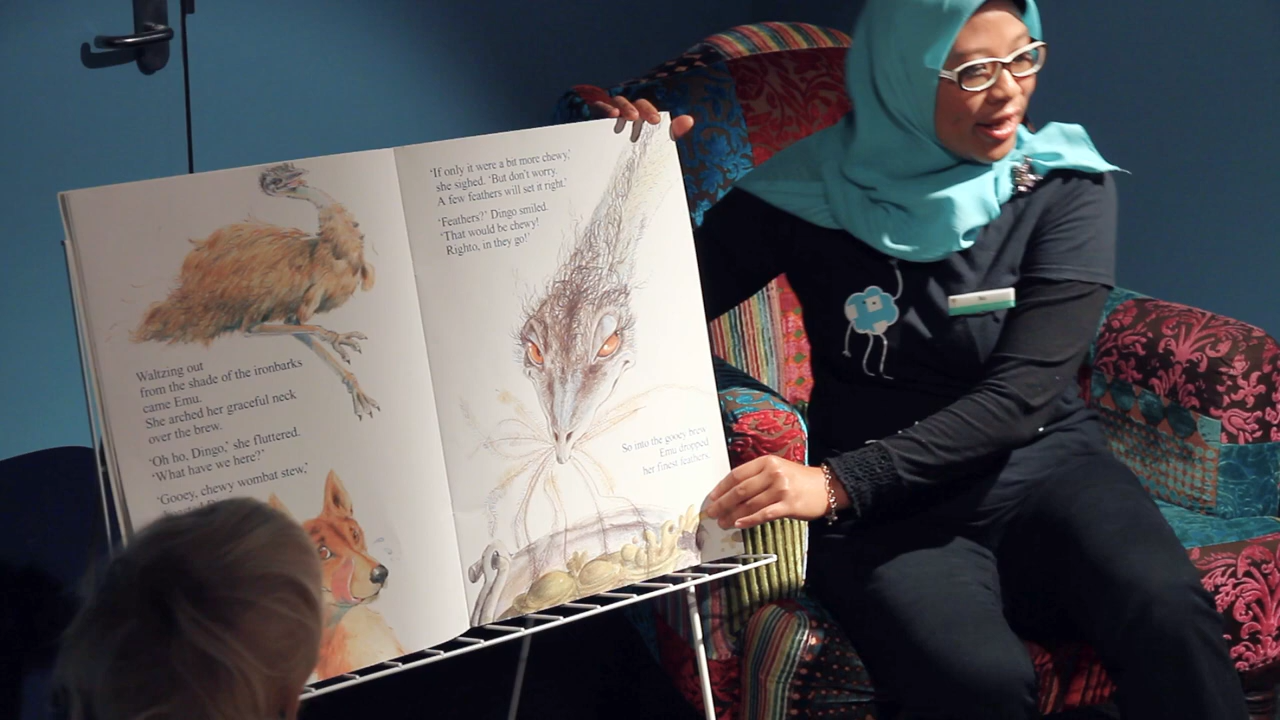 Waltzing out
from the shade of the ironbarks
came Emu.
She arched her graceful neck
over the brew.
'Oh ho, Dingo,' she fluttered.
'What have we here?'
'Gooey, chewy wombat stew,'
'If only it were a bit more chewy,'
she sighed. 'But don't worry.
A few feathers will set it right.'
'Feathers?' Dingo smiled.
'That would be chewy!
Righto, in they go!'
So into the gooey brew
Emu dropped
her finest feathers.